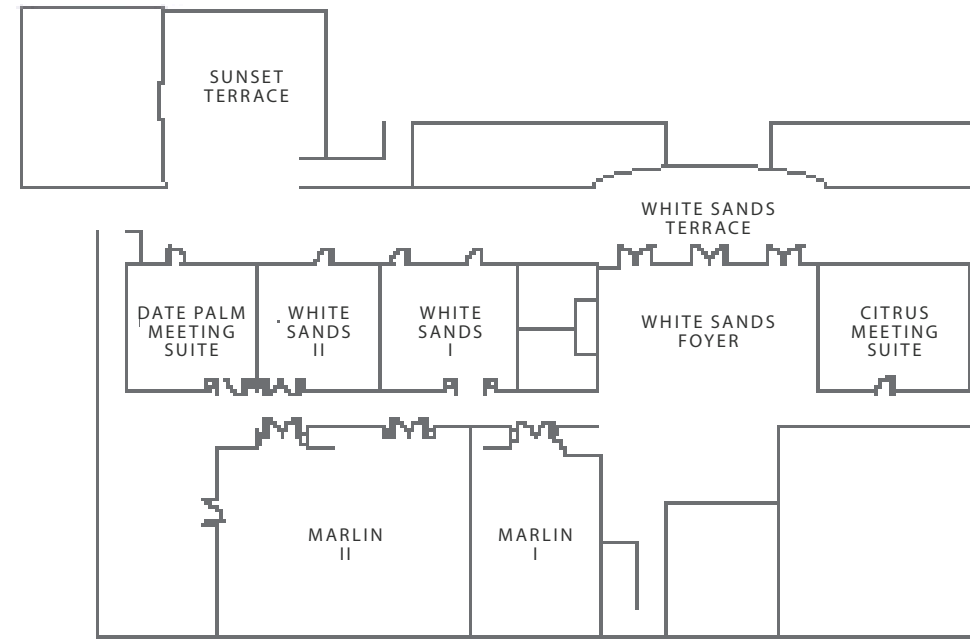 SUNSET
TERRACE
WHITE SANDS
TERRACE
DATE PALM
MEETING
SUITE
WHITE
SANDS
II
WHITE
SANDS
I
WHITE SANDS
FOYER
CITRUS
MEETING
SUITE
MARLIN
II
MARLIN
I